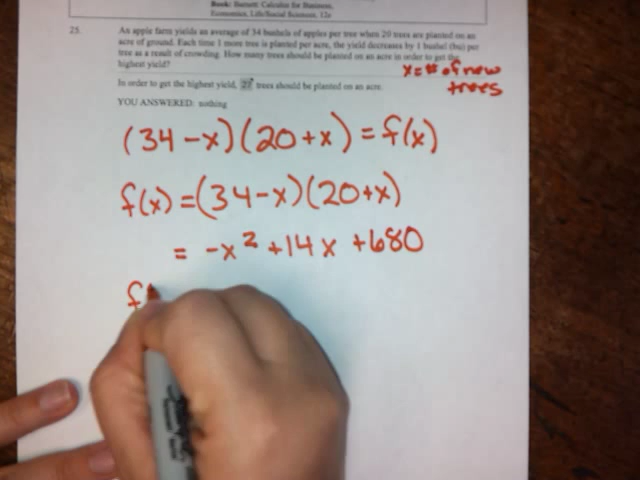 Book: Barnett: Calculus for Business,
Economics, Life/Social Sciences, 12e
25.
An apple farm yields an average of 34 bushels of apples per tree when 20 trees are planted on an
acre of ground. Each time 1 more tree is planted per acre, the yield decreases by 1 bushel (bu) per
tree as a result of crowding. How many trees should be planted on an acre in order to get the
highest yield?
x = # of new
trees
In order to get the highest yield, 27 trees should be planted on an acre.
YOU ANSWERED: nothing
(34 - x)(20 + x) = f(x)
f(x) = (34 - x)(20 + x)
= -x² + 14x + 680
f